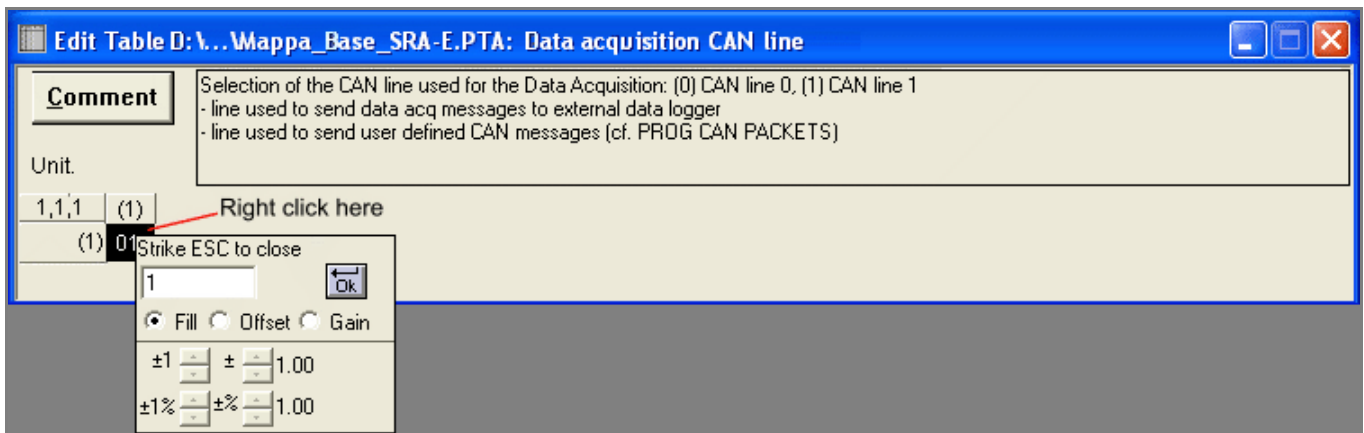 Edit Table D:\...\Mappa_Base_SRA-E.PTA: Data acquisition CAN line
Comment
Selection of the CAN line used for the Data Acquisition: (0) CAN line 0, (1) CAN line 1
- line used to send data acq messages to external data logger
- line used to send user defined CAN messages (cf. PROG CAN PACKETS)
Unit.
1,1,1 (1)
Right click here
(1) 01
Strike ESC to close
1 Ok
Fill Offset Gain
±1 ± 1.00
±1% ±% 1.00